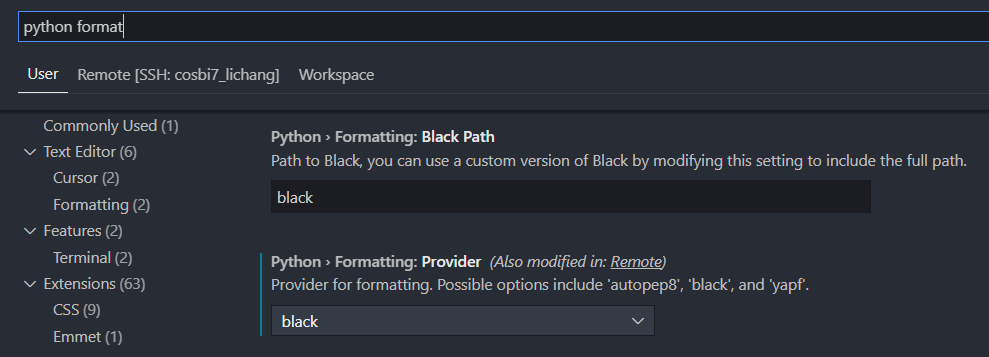 python format
User Remote [SSH: cosbi7_lichang] Workspace
Commonly Used (1)
Text Editor (6)
Cursor (2)
Formatting (2)
Features (2)
Terminal (2)
Extensions (63)
CSS (9)
Emmet (1)
Python › Formatting: Black Path
Path to Black, you can use a custom version of Black by modifying this setting to include the full path.
black
Python › Formatting: Provider (Also modified in: Remote)
Provider for formatting. Possible options include 'autopep8', 'black', and 'yapf'.
black